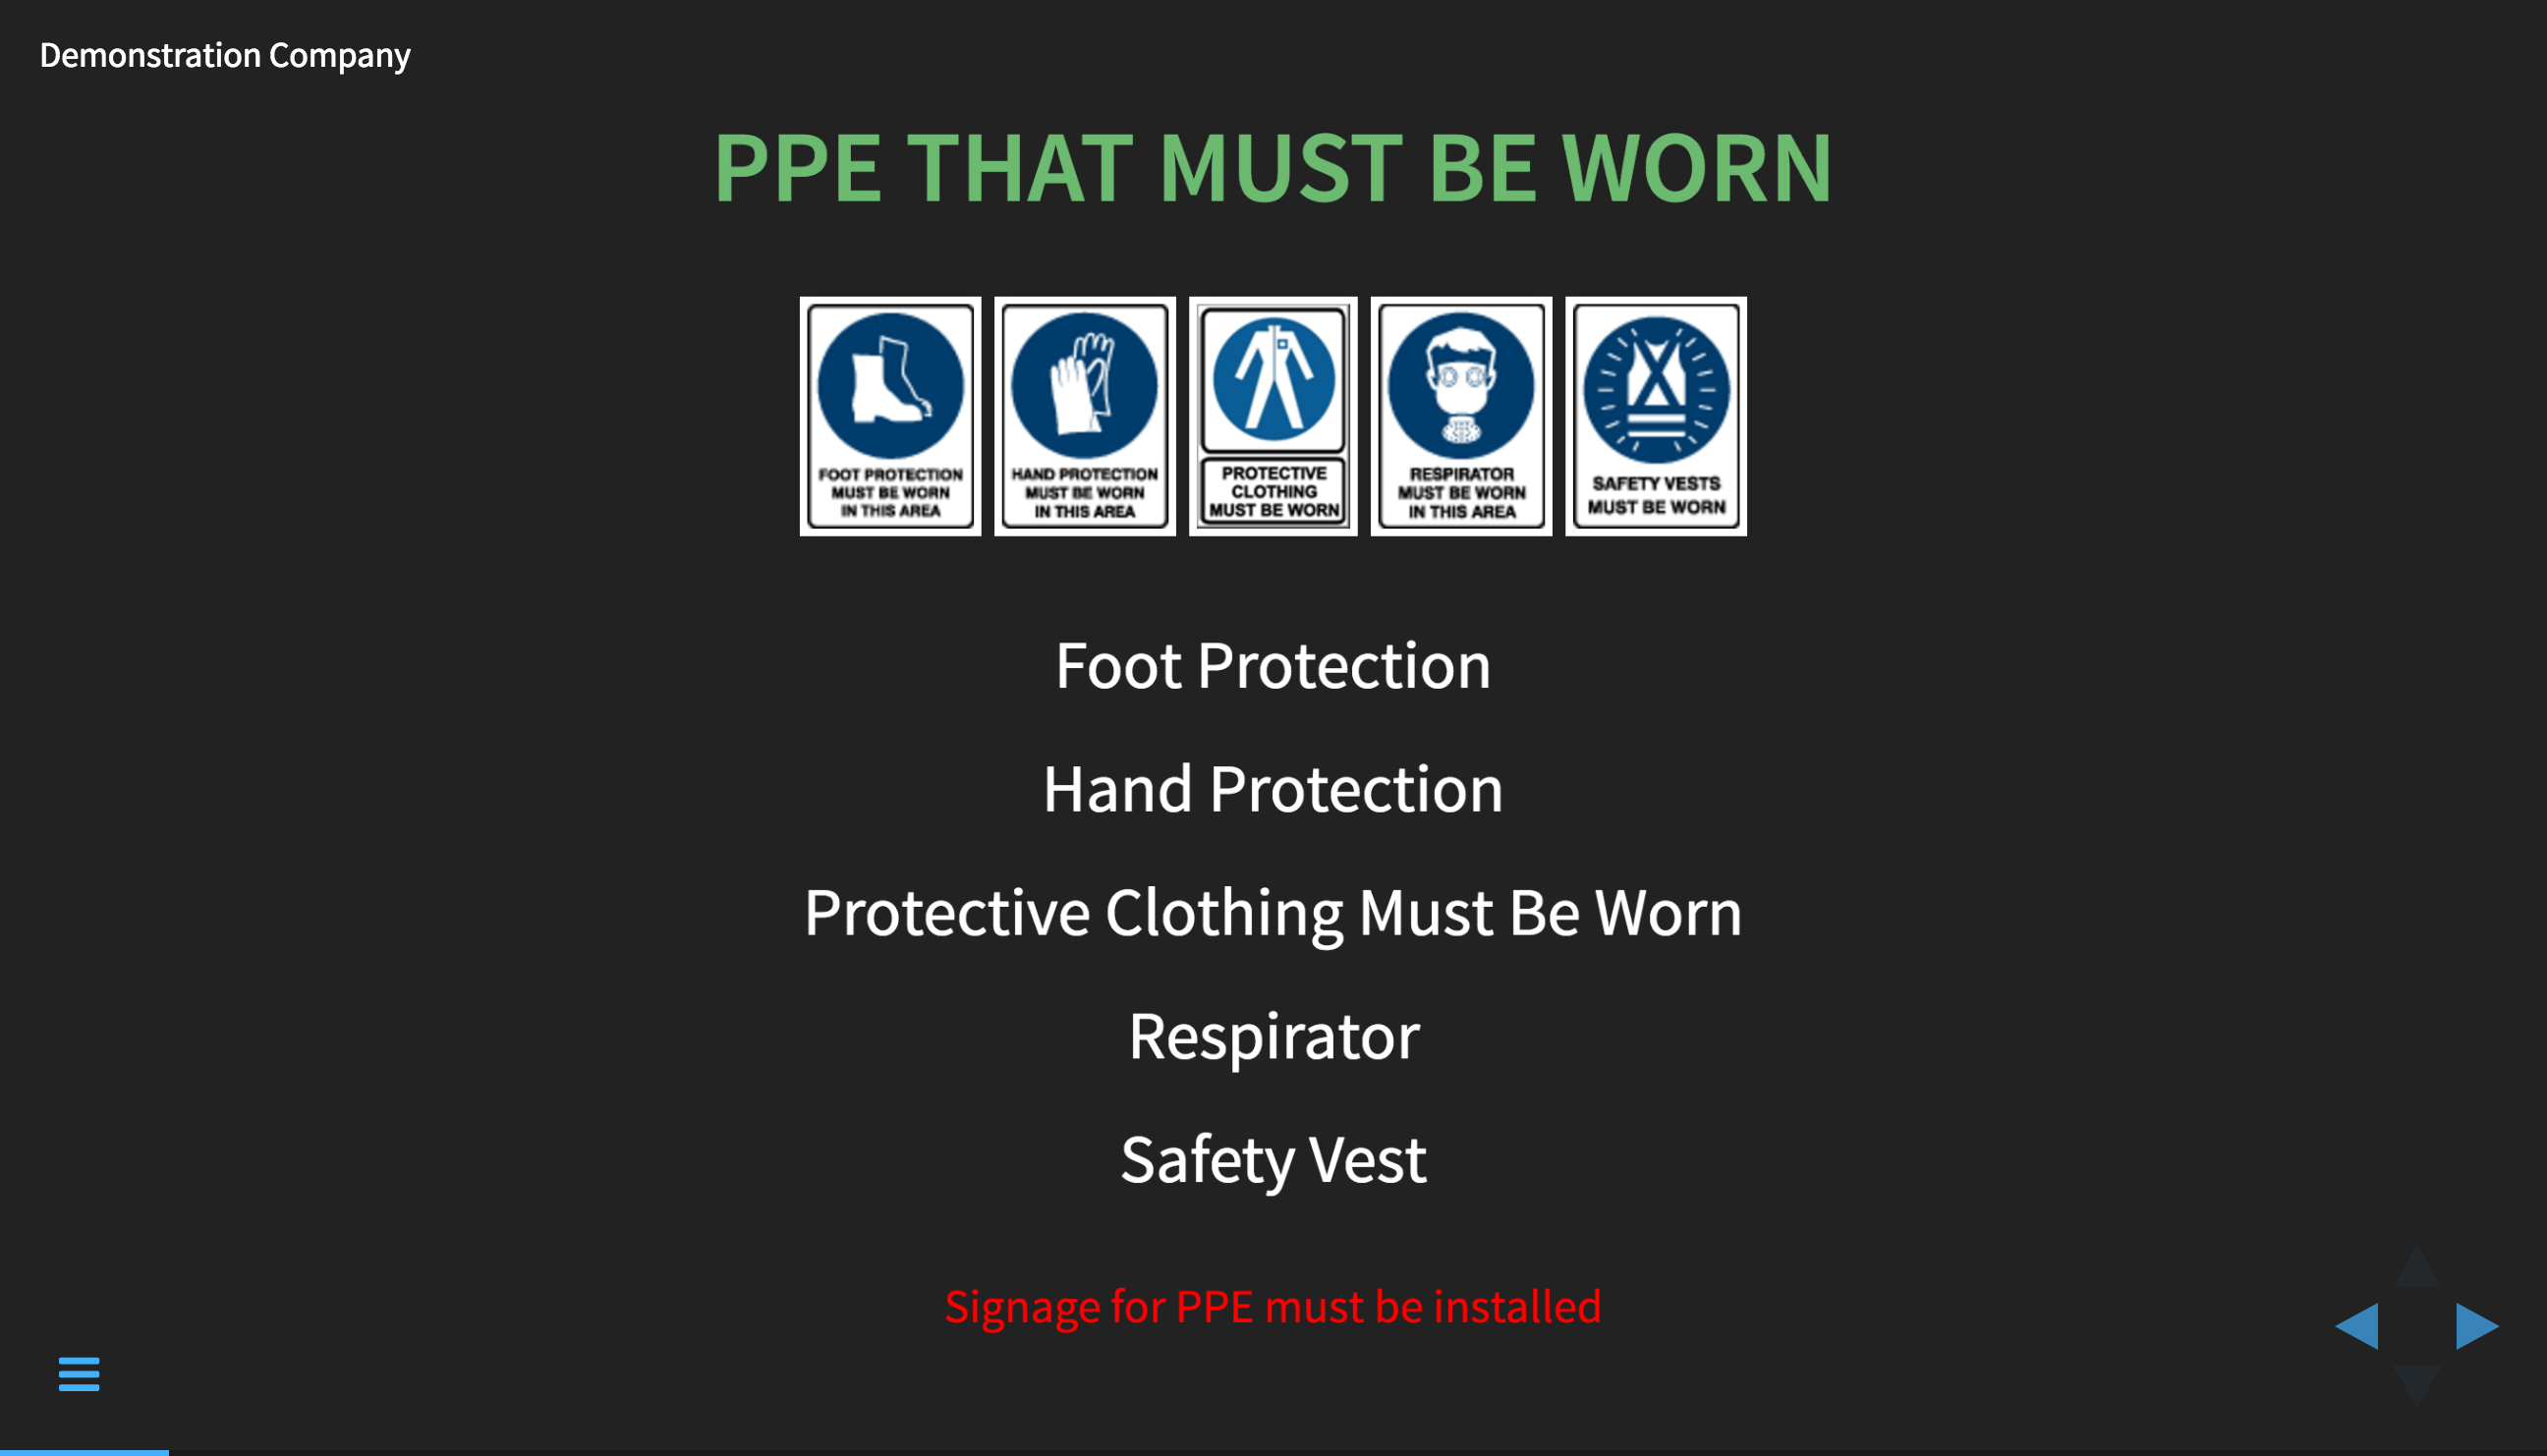 Demonstration Company
PPE THAT MUST BE WORN
FOOT PROTECTION
MUST BE WORN
IN THIS AREA
HAND PROTECTION
MUST BE WORN
IN THIS AREA
PROTECTIVE
CLOTHING
MUST BE WORN
RESPIRATOR
MUST BE WORN
IN THIS AREA
SAFETY VESTS
MUST BE WORN
Foot Protection
Hand Protection
Protective Clothing Must Be Worn
Respirator
Safety Vest
Signage for PPE must be installed